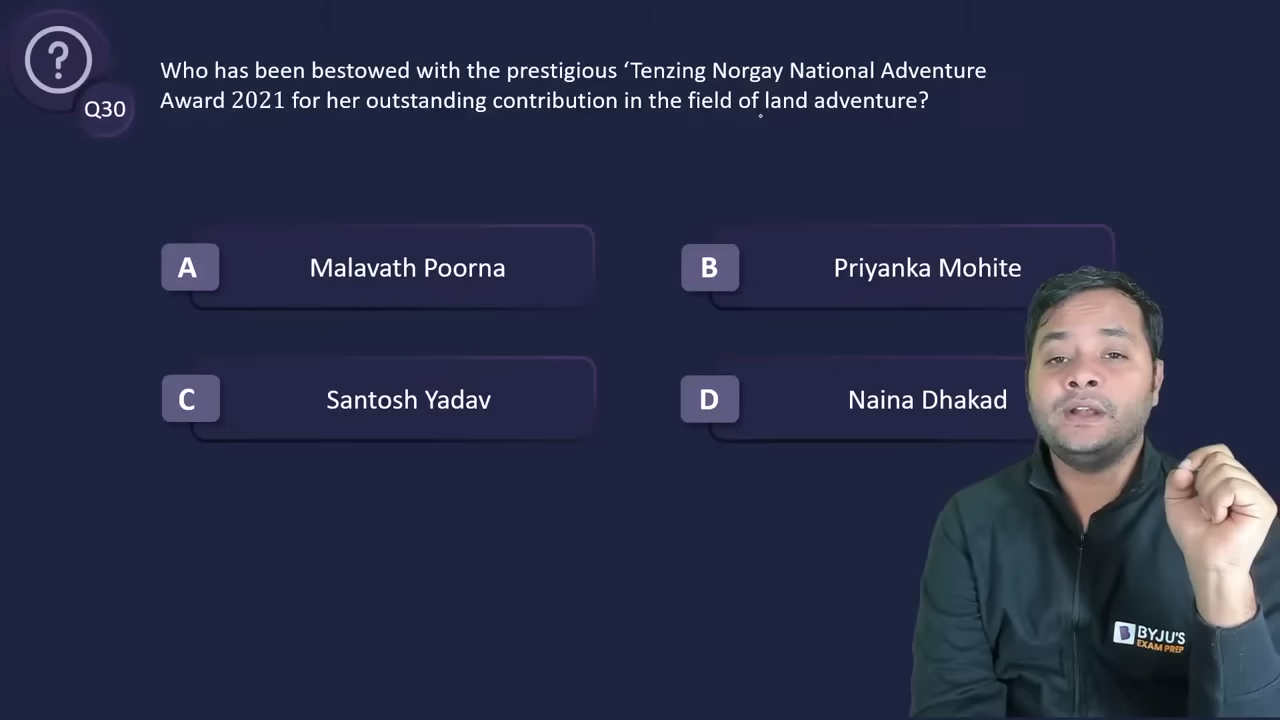 ?
Q30
Who has been bestowed with the prestigious ‘Tenzing Norgay National Adventure
Award 2021 for her outstanding contribution in the field of land adventure?
A
Malavath Poorna
B
Priyanka Mohite
C
Santosh Yadav
D
Naina Dhakad
B
BYJU'S
EXAM PREP